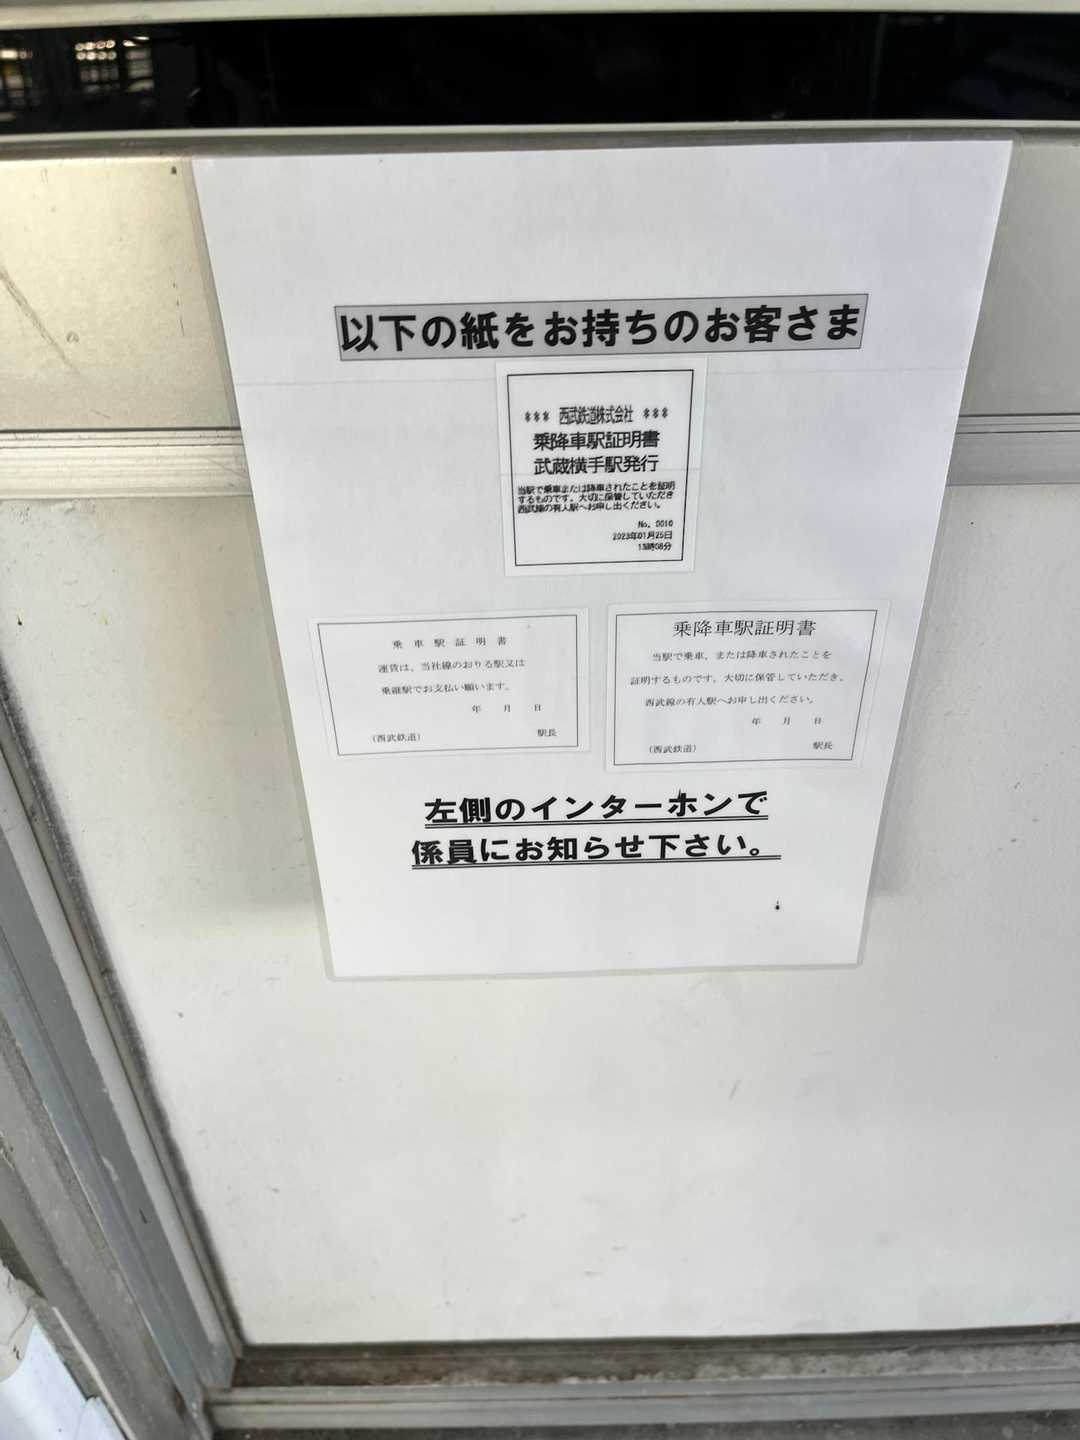 以下の紙をお持ちのお客さま
*** 西武鉄道株式会社 ***
乗降車駅証明書
武蔵横手駅発行
当駅で乗車または降車されたことを証明
するものです。大切に保管していただき
西武線の有人駅へお申し出ください。
No. 0010
2023年01月25日
13時08分
乗車駅証明書
運賃は、当社線のおりる駅又は
乗継駅でお支払い願います。
年 月 日
(西武鉄道) 駅長
乗降車駅証明書
当駅で乗車、または降車されたことを
証明するものです。大切に保管していただき、
西武線の有人駅へお申し出ください。
年 月 日
(西武鉄道) 駅長
左側のインターホンで
係員にお知らせ下さい。